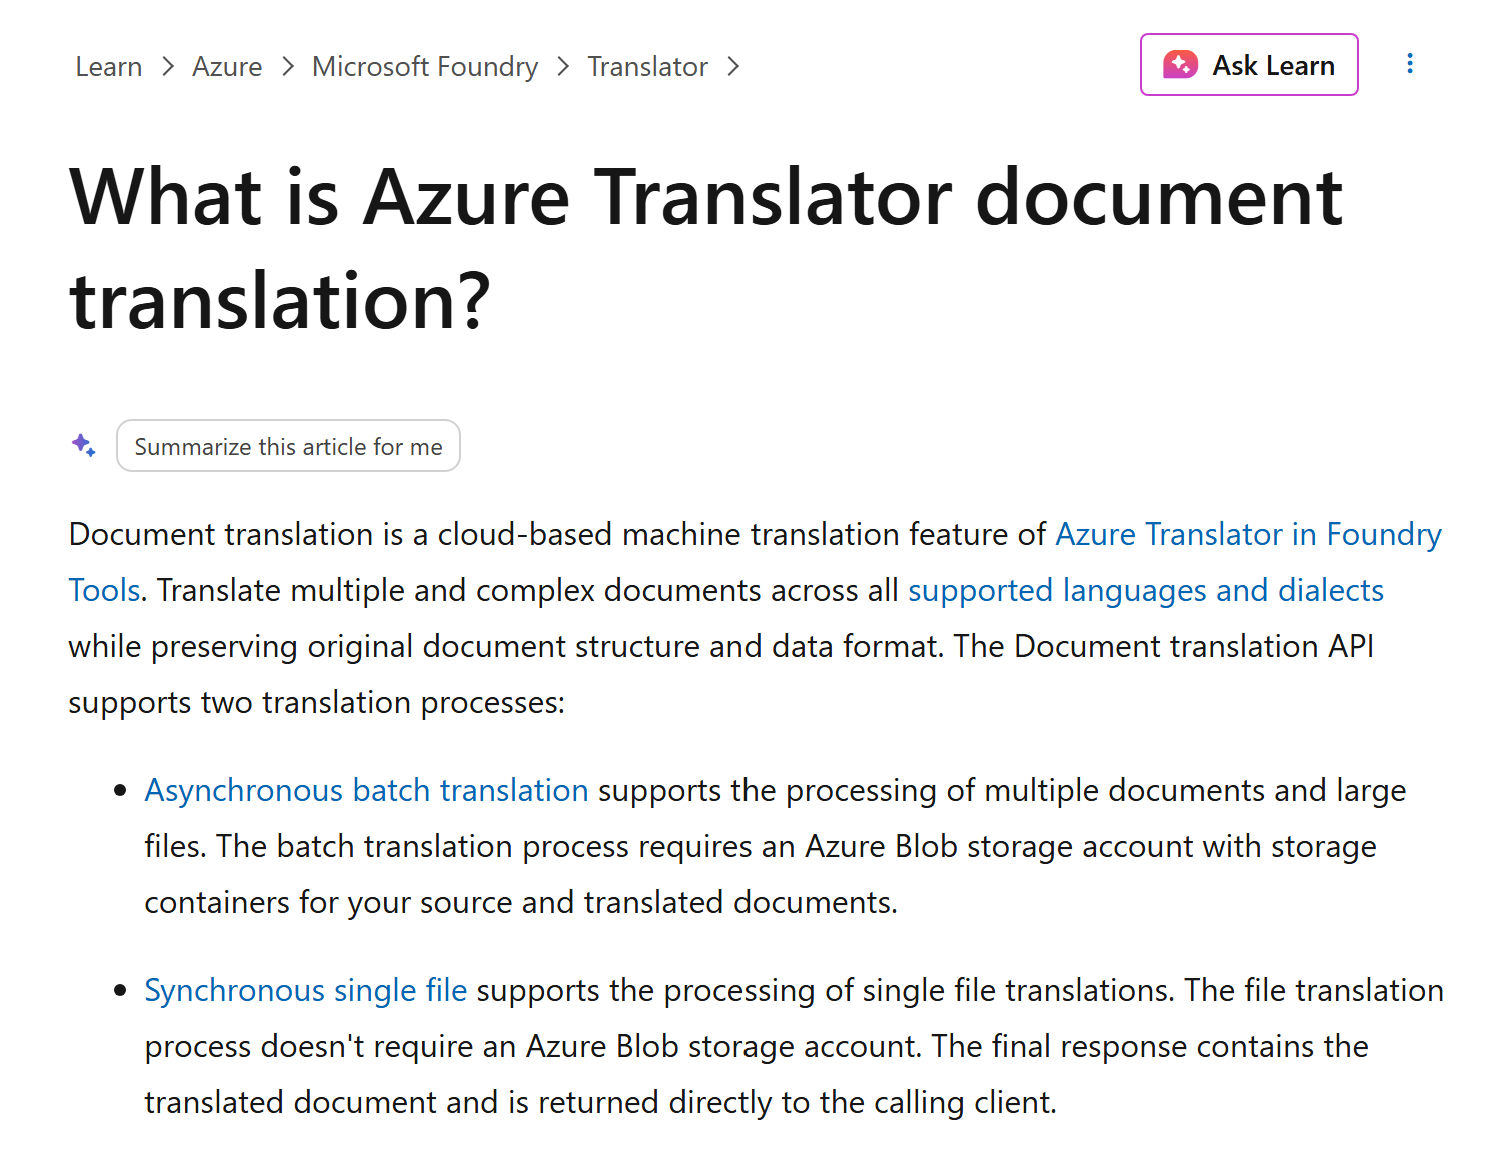 Learn > Azure > Microsoft Foundry > Translator >
Ask Learn
What is Azure Translator document
translation?
Summarize this article for me
Document translation is a cloud-based machine translation feature of Azure Translator in Foundry
Tools. Translate multiple and complex documents across all supported languages and dialects
while preserving original document structure and data format. The Document translation API
supports two translation processes:
• Asynchronous batch translation supports the processing of multiple documents and large
files. The batch translation process requires an Azure Blob storage account with storage
containers for your source and translated documents.
• Synchronous single file supports the processing of single file translations. The file translation
process doesn't require an Azure Blob storage account. The final response contains the
translated document and is returned directly to the calling client.